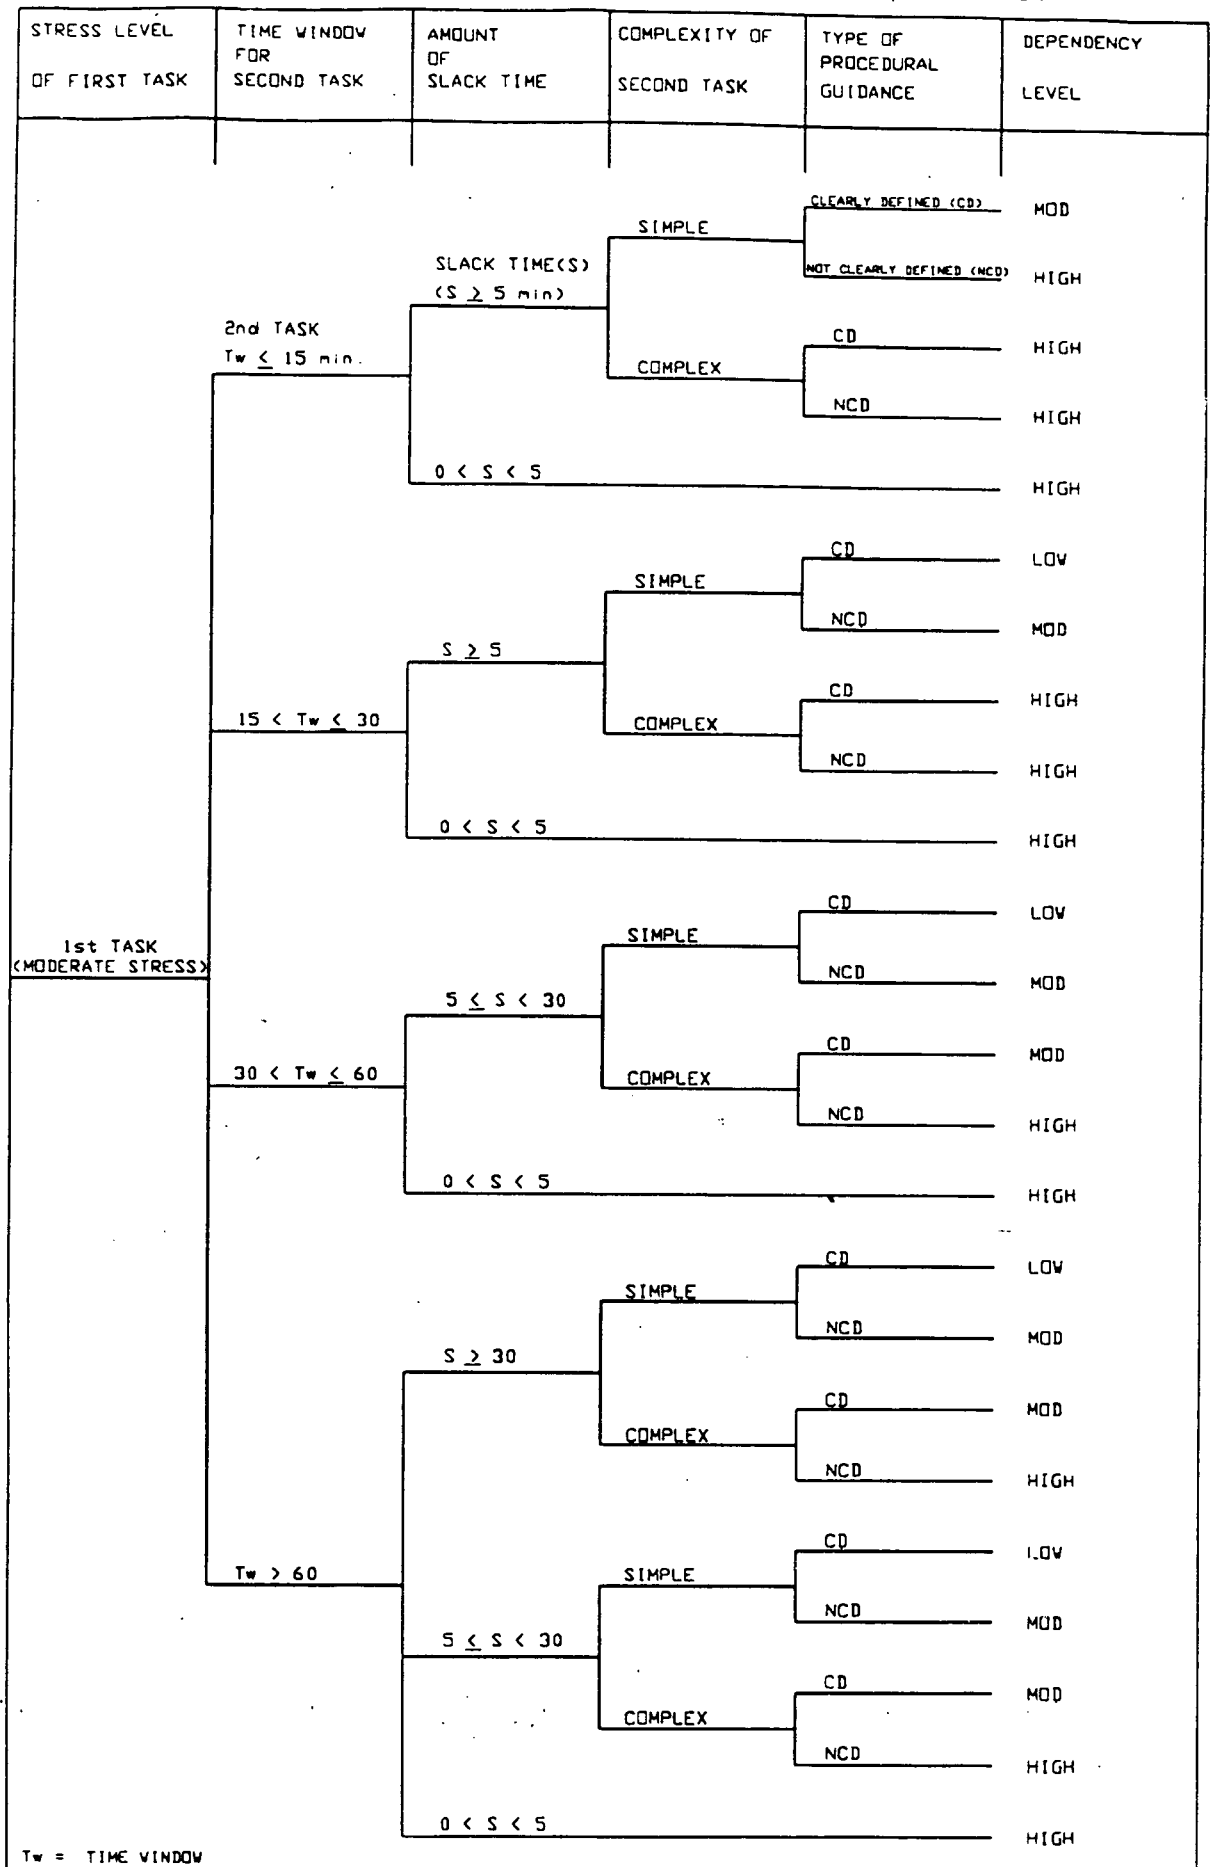 STRESS LEVEL
OF FIRST TASK
TIME WINDOW
FOR
SECOND TASK
AMOUNT
OF
SLACK TIME
COMPLEXITY OF
SECOND TASK
TYPE OF
PROCEDURAL
GUIDANCE
DEPENDENCY
LEVEL
CLEARLY DEFINED (CD)
MOD
SIMPLE
SLACK TIME(S)
(S ≥ 5 min)
NOT CLEARLY DEFINED (NCD)
HIGH
2nd TASK
Tw ≤ 15 min.
CD
HIGH
COMPLEX
NCD
HIGH
0 < S < 5
HIGH
CD
LOW
SIMPLE
NCD
MOD
S ≥ 5
CD
HIGH
15 < Tw ≤ 30
COMPLEX
NCD
HIGH
0 < S < 5
HIGH
CD
LOW
1st TASK
(MODERATE STRESS)
SIMPLE
NCD
MOD
5 ≤ S < 30
CD
MOD
30 < Tw ≤ 60
COMPLEX
NCD
HIGH
0 < S < 5
HIGH
CD
LOW
SIMPLE
NCD
MOD
S ≥ 30
CD
MOD
COMPLEX
NCD
HIGH
CD
LOW
Tw > 60
SIMPLE
NCD
MOD
5 ≤ S < 30
CD
MOD
COMPLEX
NCD
HIGH
0 < S < 5
HIGH
Tw = TIME WINDOW